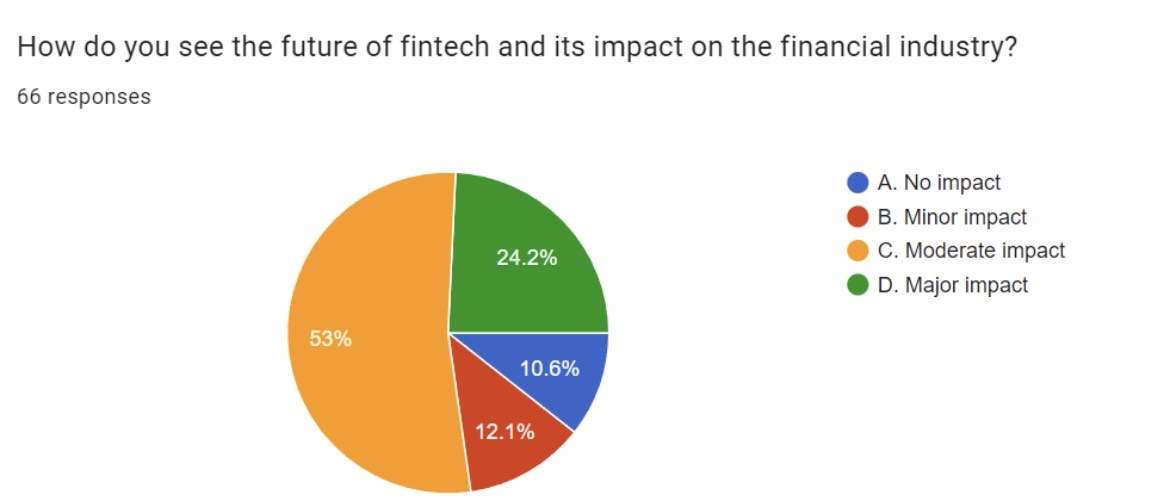 How do you see the future of fintech and its impact on the financial industry?
66 responses
A. No impact
B. Minor impact
C. Moderate impact
D. Major impact
24.2%
53%
10.6%
12.1%